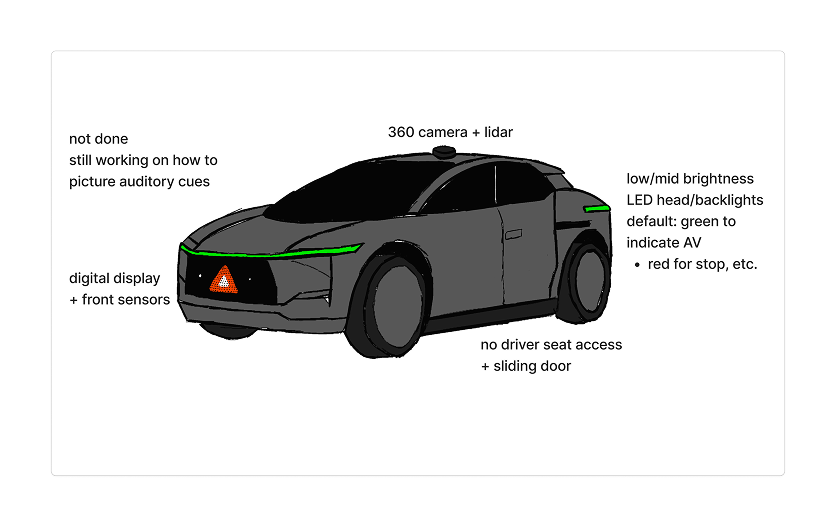 not done
still working on how to
picture auditory cues
360 camera + lidar
low/mid brightness
LED head/backlights
default: green to
indicate AV
• red for stop, etc.
digital display
+ front sensors
no driver seat access
+ sliding door